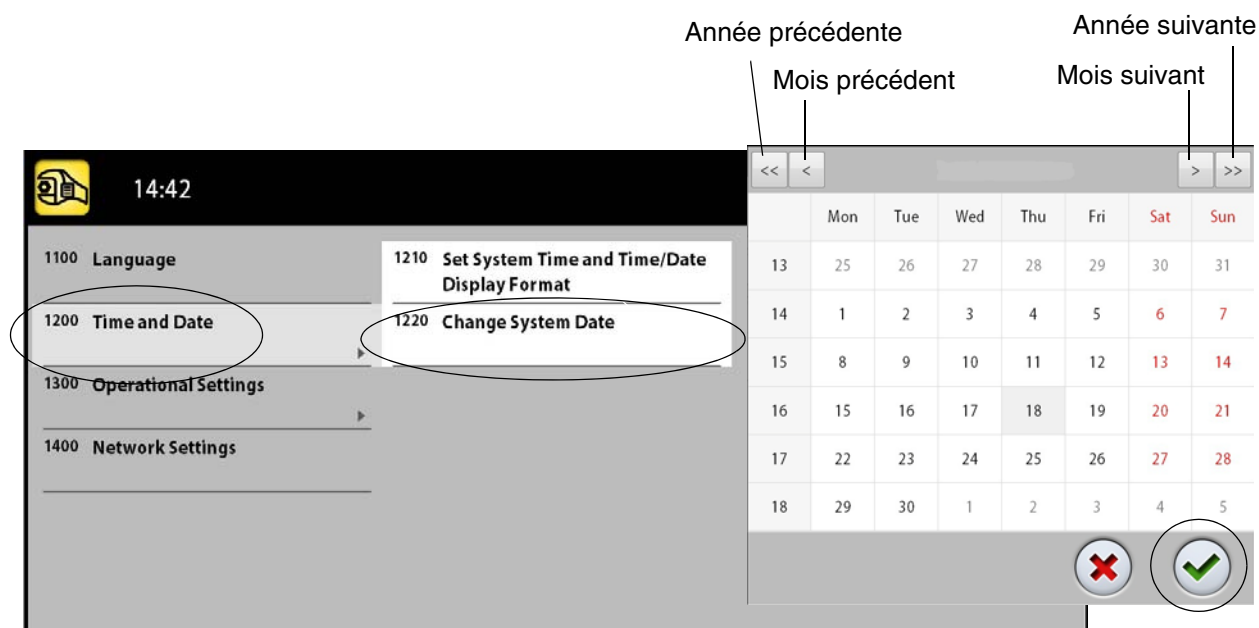 Année précédente
Année suivante
Mois précédent
Mois suivant
14:42
1100 Language
1200 Time and Date
1300 Operational Settings
1400 Network Settings
1210 Set System Time and Time/Date
Display Format
1220 Change System Date
<< < > >>
Mon Tue Wed Thu Fri Sat Sun
13 25 26 27 28 29 30 31
14 1 2 3 4 5 6 7
15 8 9 10 11 12 13 14
16 15 16 17 18 19 20 21
17 22 23 24 25 26 27 28
18 29 30 1 2 3 4 5